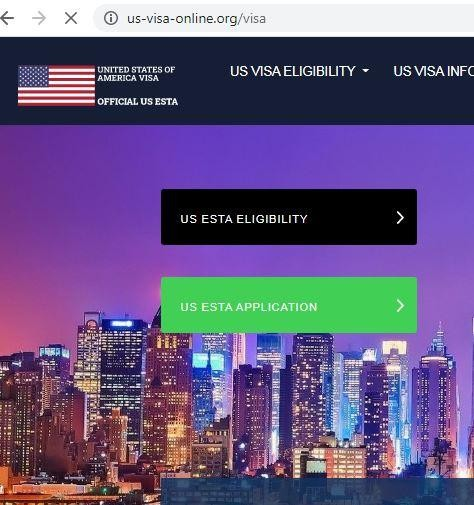 us-visa-online.org/visa
UNITED STATES OF
AMERICA VISA
OFFICIAL US ESTA
US VISA ELIGIBILITY
US VISA INFO
US ESTA ELIGIBILITY
US ESTA APPLICATION